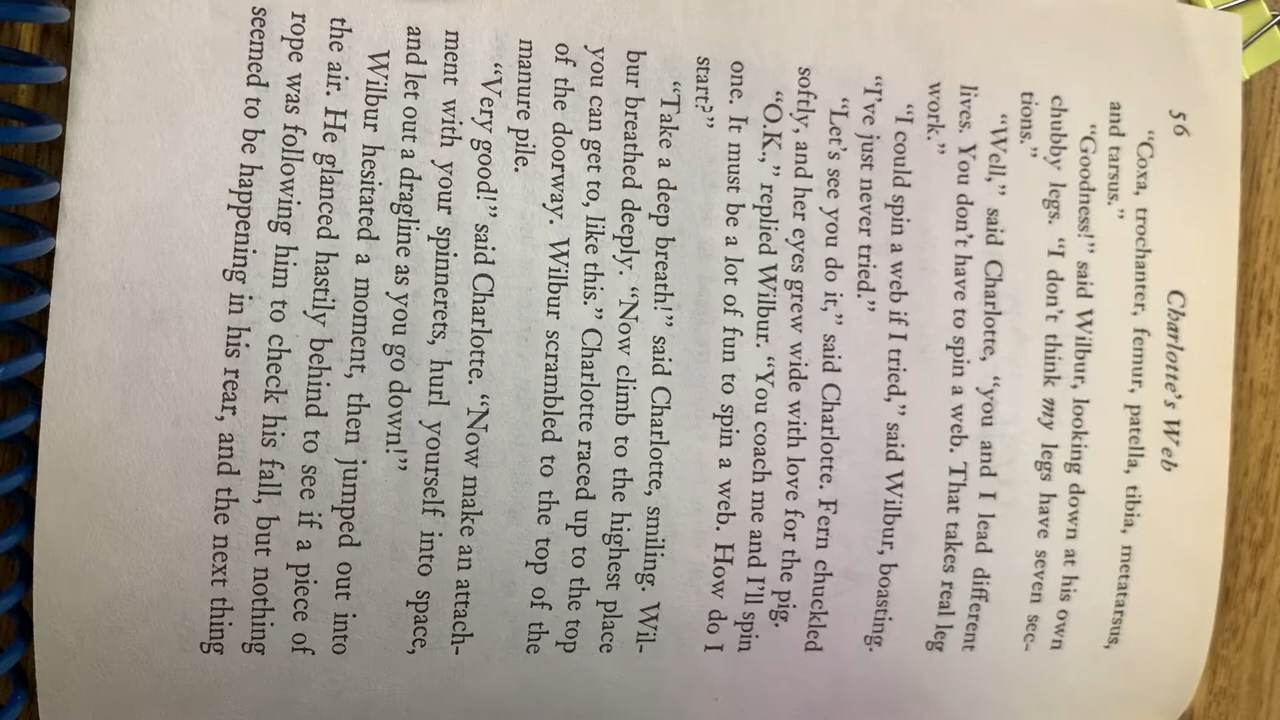 56 Charlotte's Web
"Coxa, trochanter, femur, patella, tibia, metatarsus,
and tarsus."
"Goodness!" said Wilbur, looking down at his own
chubby legs. "I don't think my legs have seven sec-
tions."
"Well," said Charlotte, "you and I lead different
lives. You don't have to spin a web. That takes real leg
work."
"I could spin a web if I tried," said Wilbur, boasting.
"I've just never tried."
"Let's see you do it," said Charlotte. Fern chuckled
softly, and her eyes grew wide with love for the pig.
"O.K.," replied Wilbur. "You coach me and I'll spin
one. It must be a lot of fun to spin a web. How do I
start?"
"Take a deep breath!" said Charlotte, smiling. Wil-
bur breathed deeply. "Now climb to the highest place
you can get to, like this." Charlotte raced up to the top
of the doorway. Wilbur scrambled to the top of the
manure pile.
"Very good!" said Charlotte. "Now make an attach-
ment with your spinnerets, hurl yourself into space,
and let out a dragline as you go down!"
Wilbur hesitated a moment, then jumped out into
the air. He glanced hastily behind to see if a piece of
rope was following him to check his fall, but nothing
seemed to be happening in his rear, and the next thing